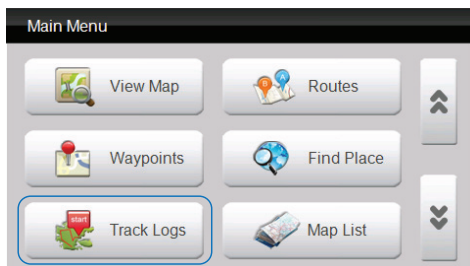 Main Menu
View Map
Routes
Waypoints
Find Place
start
Track Logs
Map List